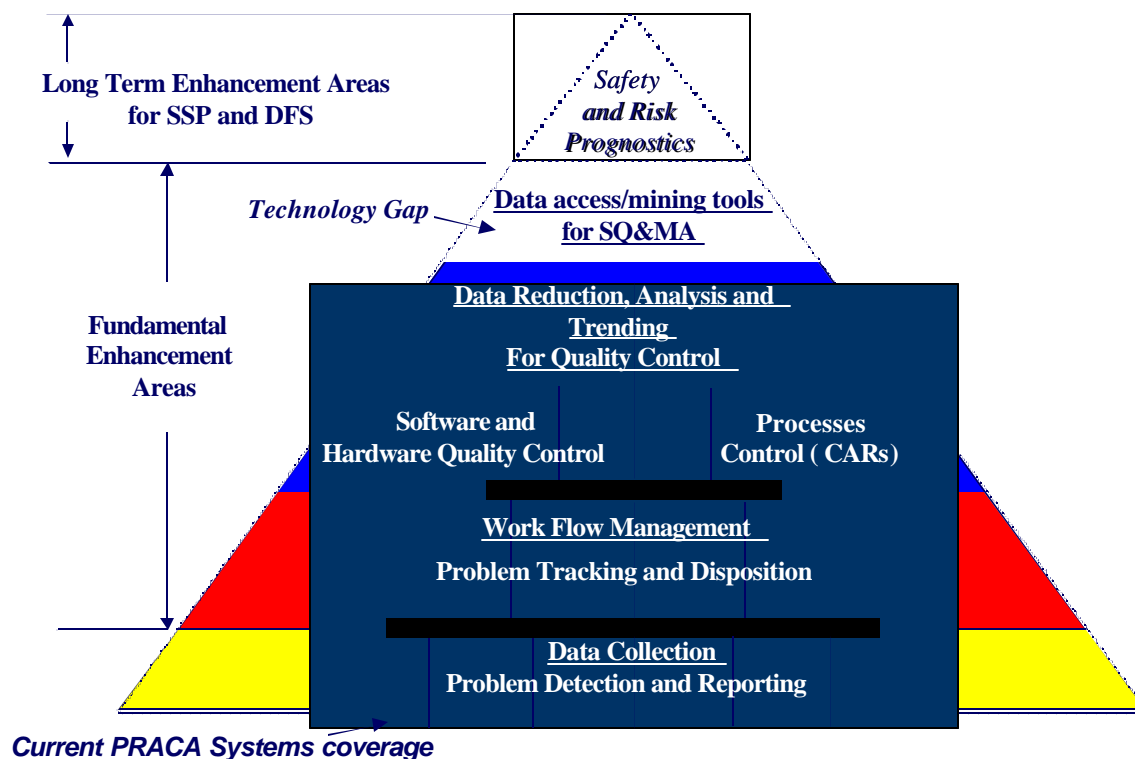 Long Term Enhancement Areas
for SSP and DFS
Safety
and Risk
Prognostics
Technology Gap
Data access/mining tools
for SQ&MA
Fundamental
Enhancement
Areas
Data Reduction, Analysis and
Trending
For Quality Control
Software and
Hardware Quality Control
Processes
Control ( CARs)
Work Flow Management
Problem Tracking and Disposition
Data Collection
Problem Detection and Reporting
Current PRACA Systems coverage